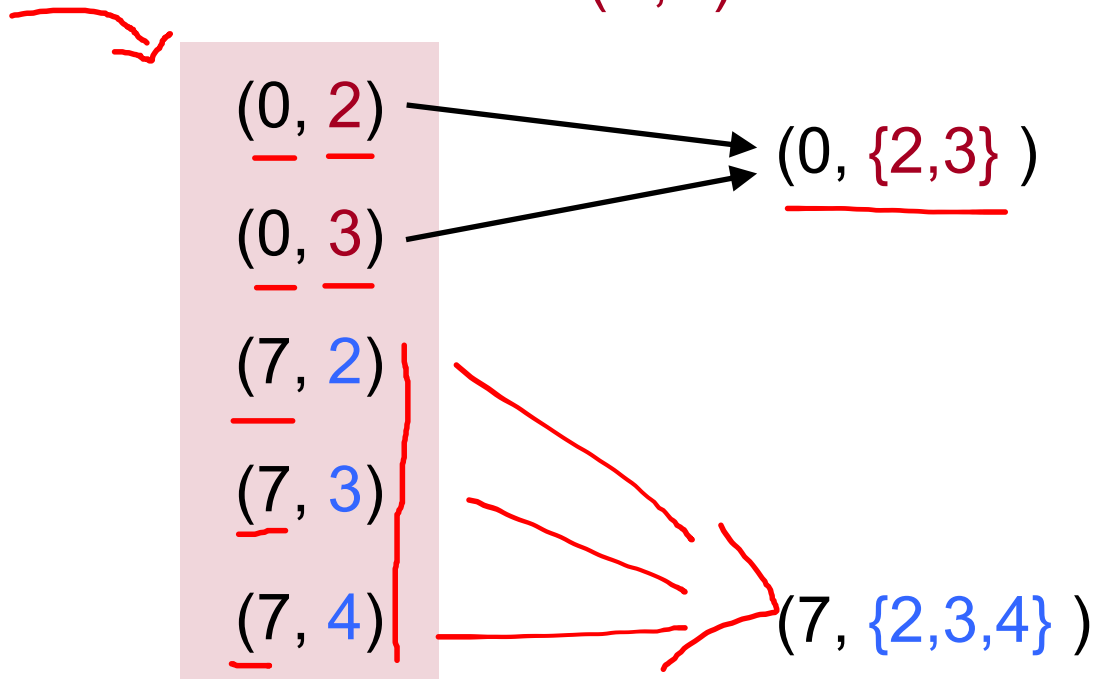 (0, 2)
(0, {2,3} )
(0, 3)
(7, 2)
(7, 3)
(7, 4)
(7, {2,3,4} )